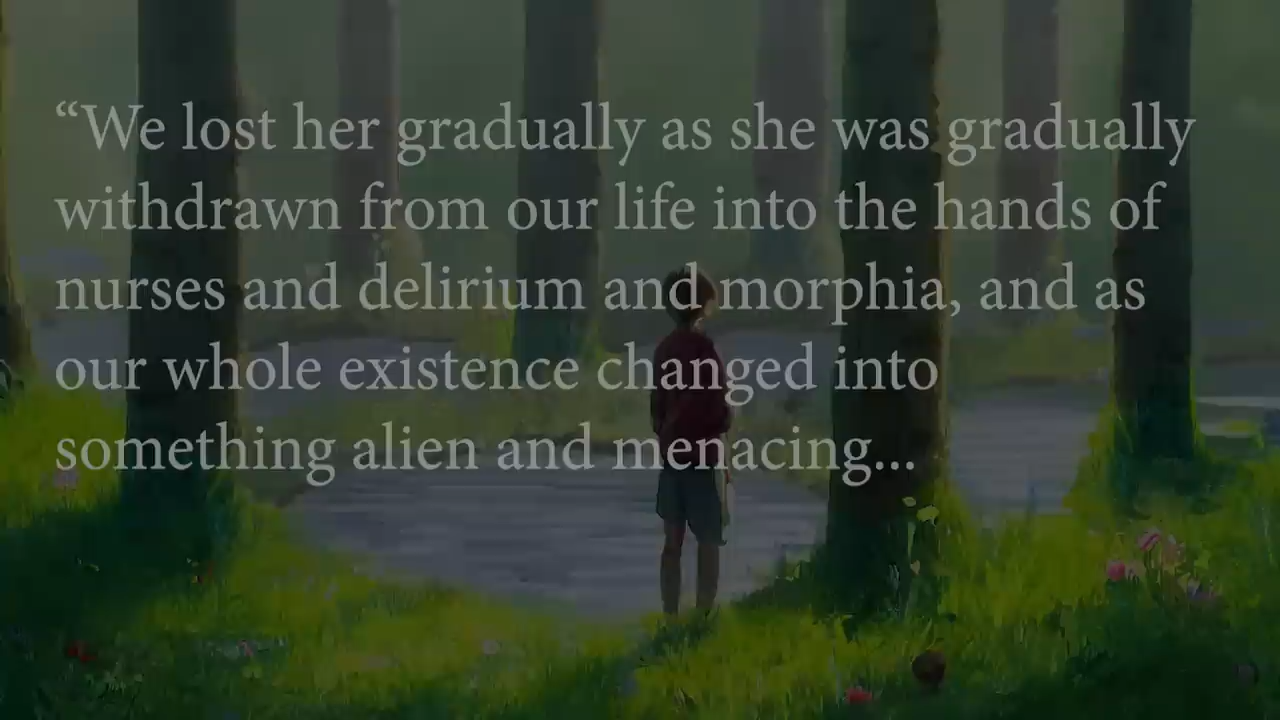 “We lost her gradually as she was gradually
withdrawn from our life into the hands of
nurses and delirium and morphia, and as
our whole existence changed into
something alien and menacing...